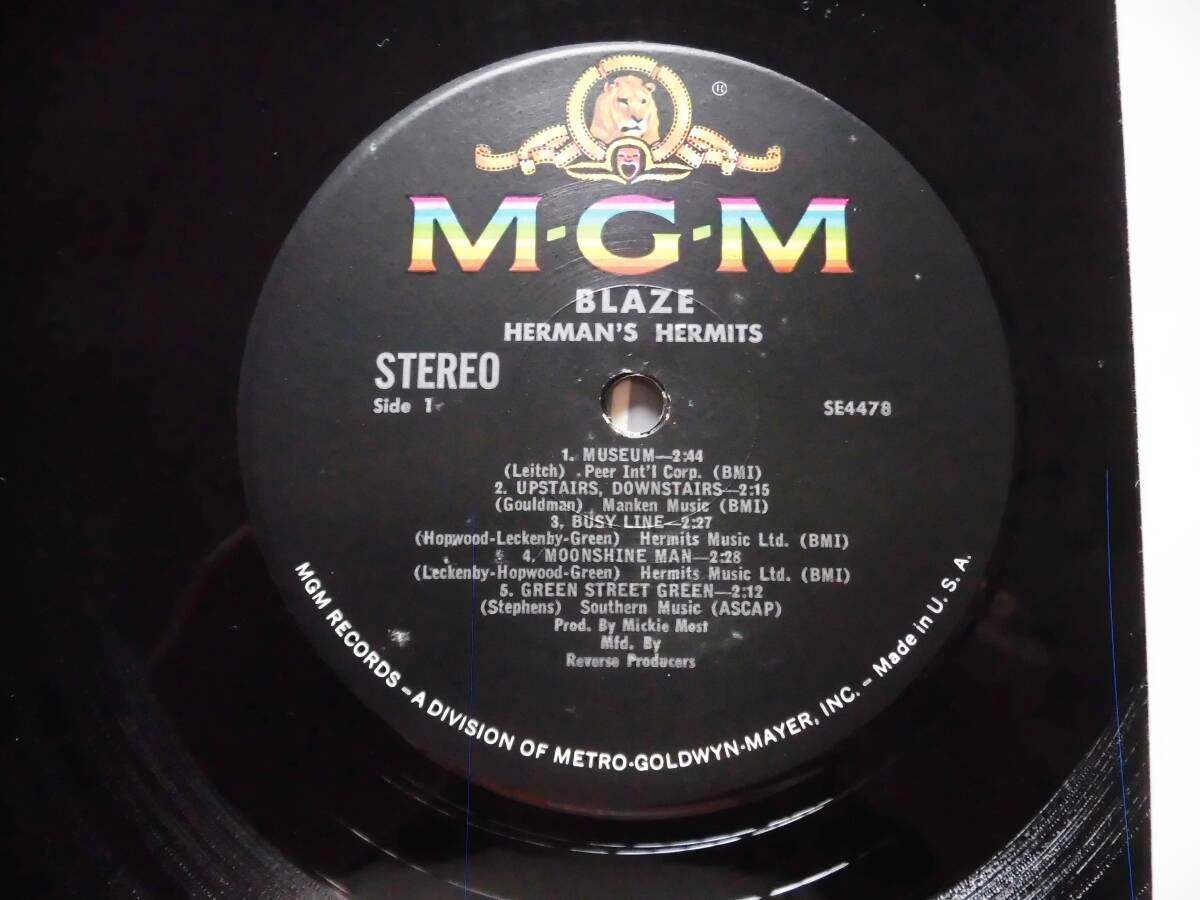 ®
M·G·M
BLAZE
HERMAN'S HERMITS
STEREO
Side 1
SE4478
1. MUSEUM—2:44
(Leitch) Peer Int'l Corp. (BMI)
2. UPSTAIRS, DOWNSTAIRS—2:15
(Gouldman) Manken Music (BMI)
3, BUSY LINE—2:27
(Hopwood-Leckenby-Green) Hermits Music Ltd. (BMI)
4. MOONSHINE MAN—2:28
(Leckenby-Hopwood-Green) Hermits Music Ltd. (BMI)
5. GREEN STREET GREEN—2:12
(Stephens) Southern Music (ASCAP)
Prod. By Mickie Most
Mfd. By
Reverse Producers
MGM RECORDS – A DIVISION OF METRO-GOLDWYN-MAYER, INC. – Made in U. S. A.